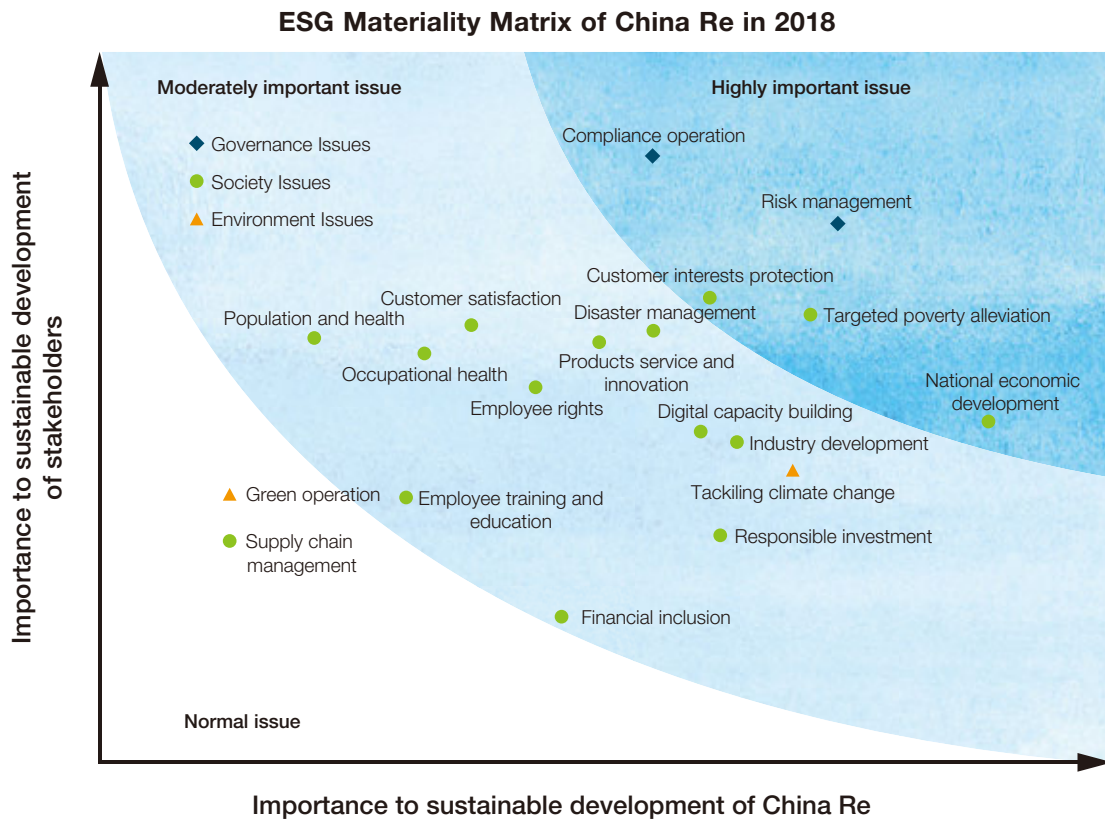 ESG Materiality Matrix of China Re in 2018
Moderately important issue
Highly important issue
Governance Issues
Society Issues
Environment Issues
Compliance operation
Risk management
Customer interests protection
Customer satisfaction
Disaster management
Targeted poverty alleviation
Population and health
Occupational health
Products service and
innovation
National economic
development
Employee rights
Digital capacity building
Industry development
Green operation
Employee training and
education
Tackiling climate change
Supply chain
management
Responsible investment
Financial inclusion
Normal issue
Importance to sustainable development
of stakeholders
Importance to sustainable development of China Re